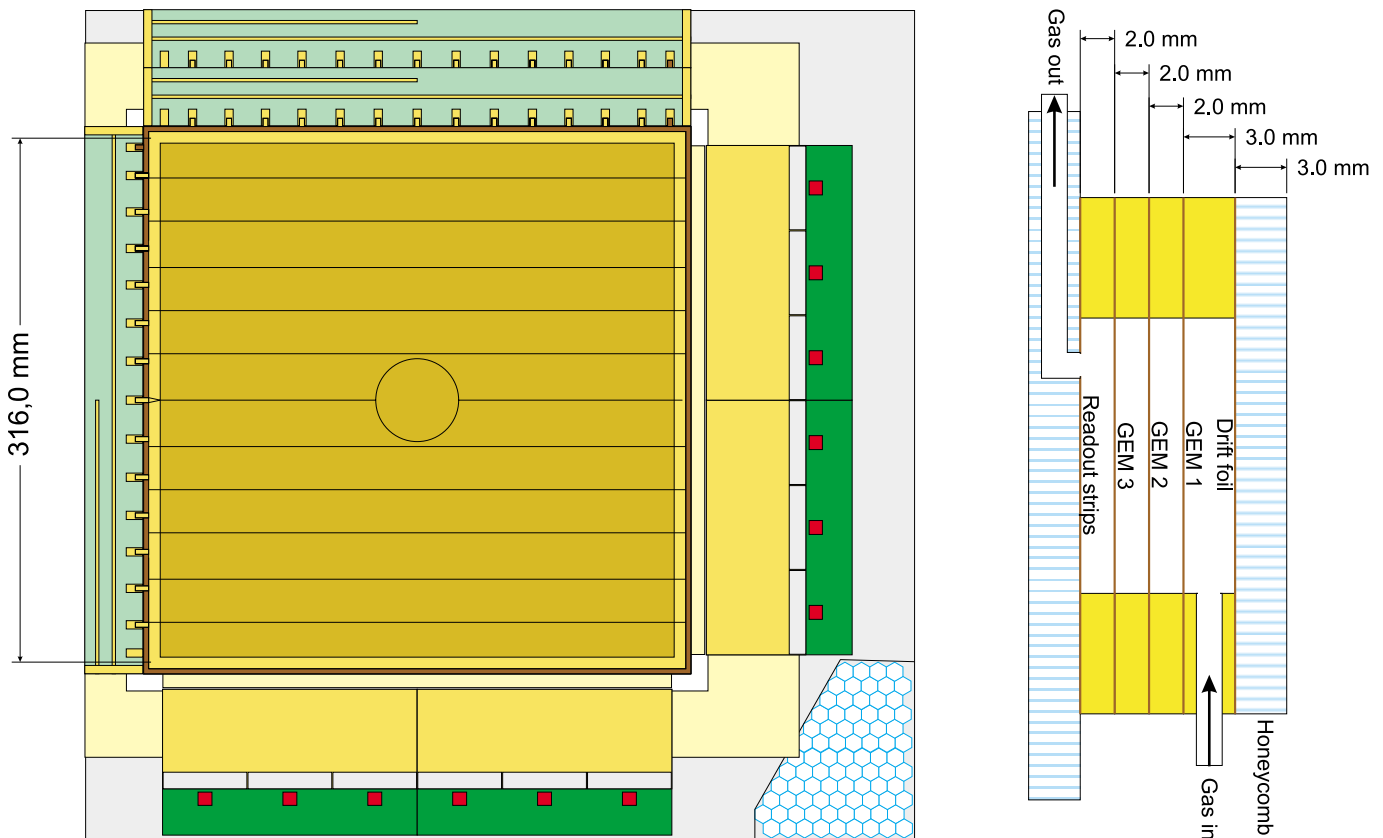 316,0 mm
Gas out
2.0 mm
2.0 mm
2.0 mm
3.0 mm
3.0 mm
Readout strips
GEM 3
GEM 2
GEM 1
Drift foil
Honeycomb
Gas in